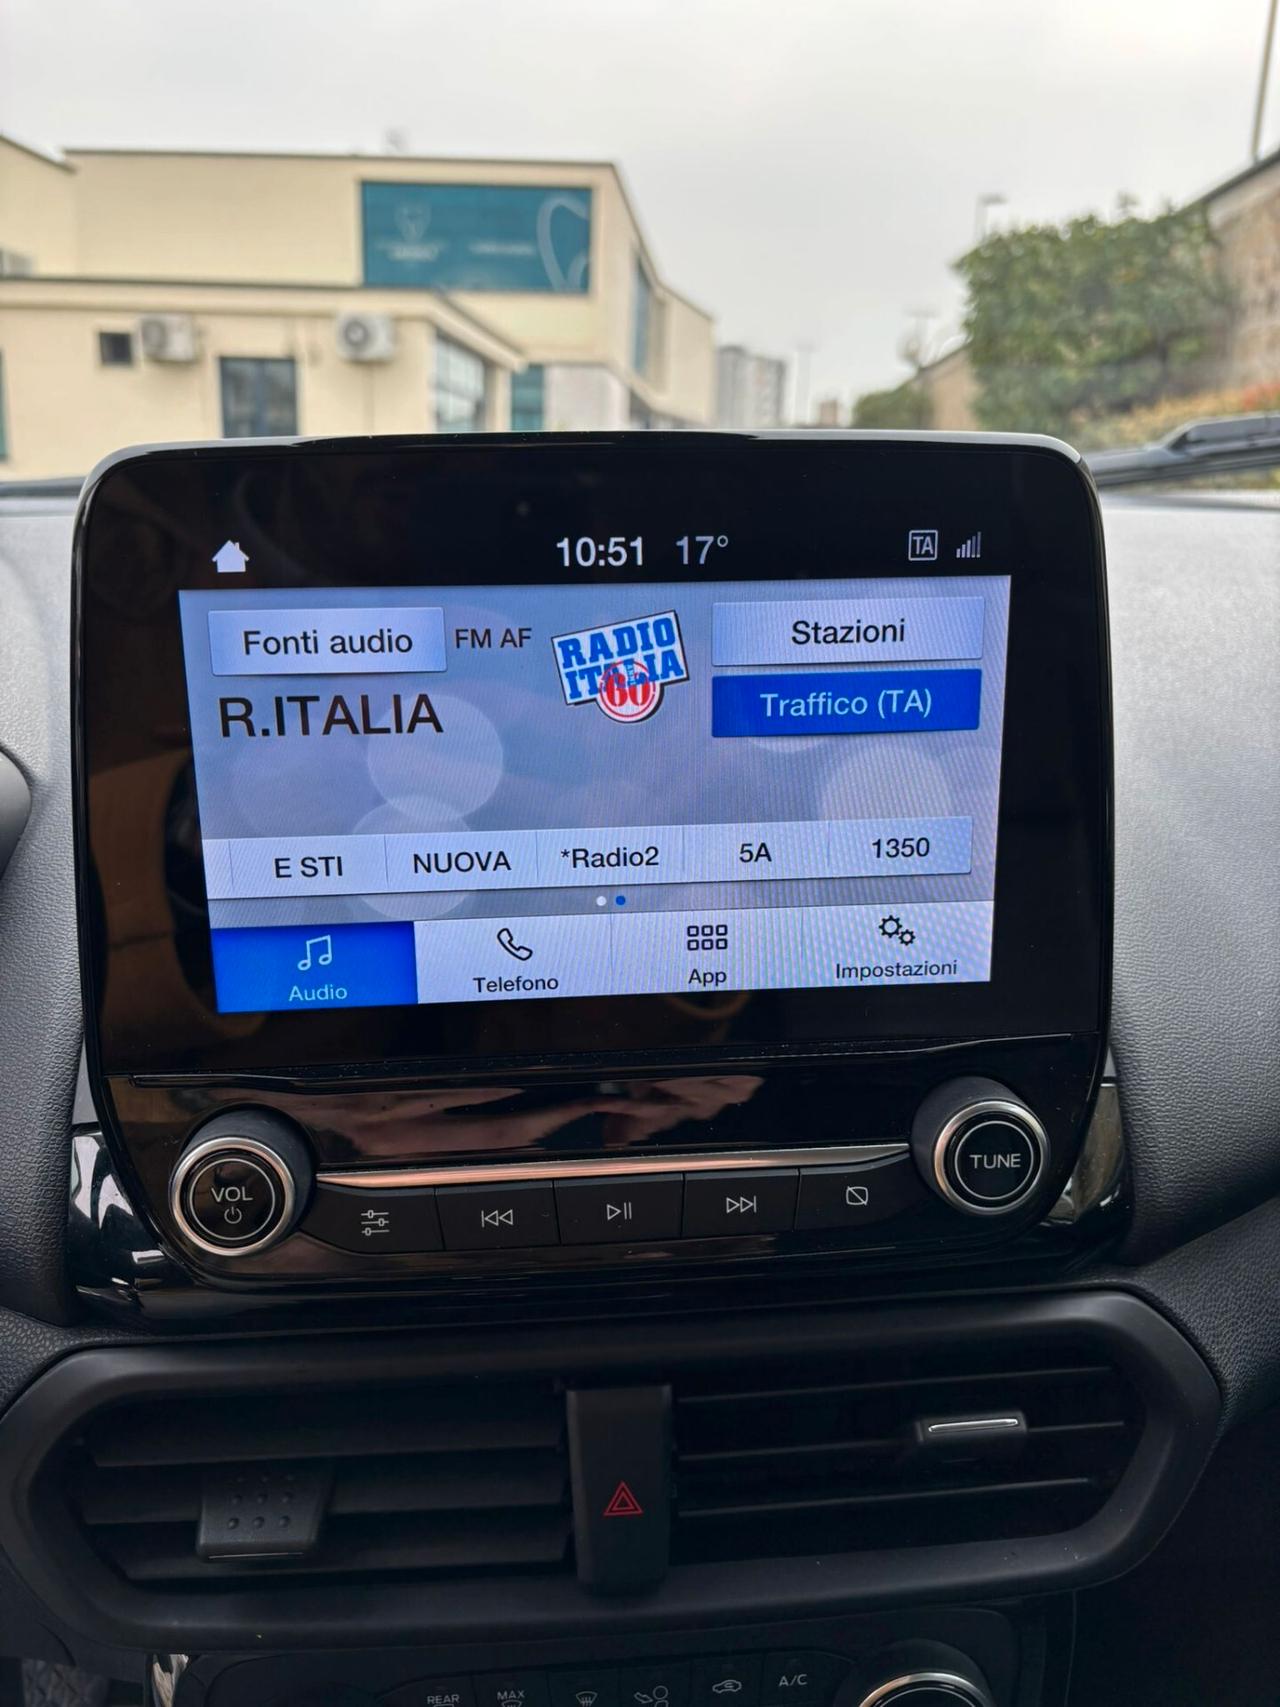 10:51 17°
TA
Fonti audio
FM AF
RADIO
ITALIA
60
Stazioni
R.ITALIA
Traffico (TA)
E STI
NUOVA
*Radio2
5A
1350
Audio
Telefono
App
Impostazioni
VOL
TUNE
REAR
MAX
A/C